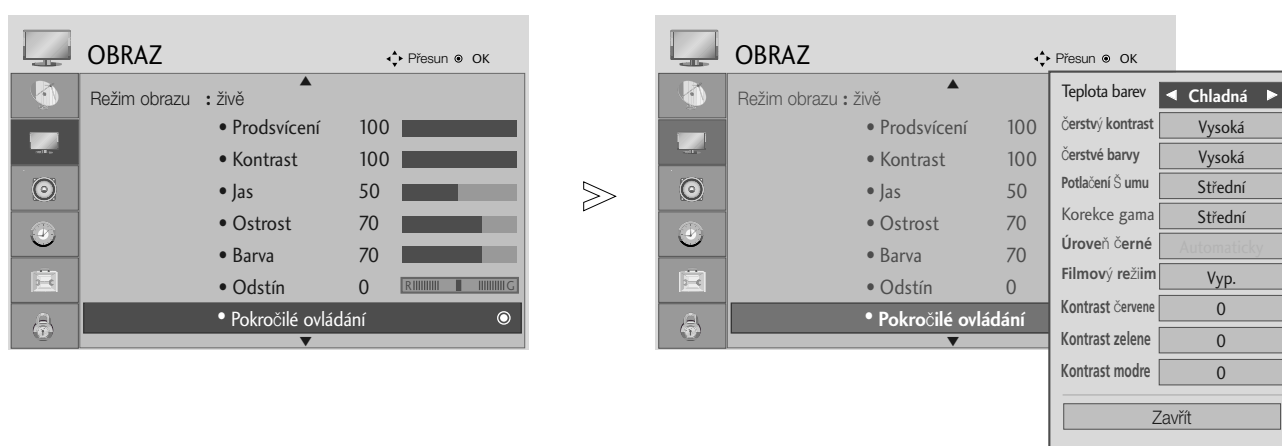 OBRAZ
Přesun OK
Režim obrazu : živě
• Prodsvícení 100
• Kontrast 100
• Jas 50
• Ostrost 70
• Barva 70
• Odstín 0 R G
• Pokročilé ovládání
OBRAZ
Přesun OK
Režim obrazu : živě
• Prodsvícení 100
• Kontrast 100
• Jas 50
• Ostrost 70
• Barva 70
• Odstín 0
• Pokročilé ovládání
Teplota barev ◄ Chladná ►
Čerstvý kontrast Vysoká
Čerstvé barvy Vysoká
Potlačení Š umu Střední
Korekce gama Střední
Úroveň černé Automaticky
Filmový režiim Vyp.
Kontrast červene 0
Kontrast zelene 0
Kontrast modre 0
Zavřít